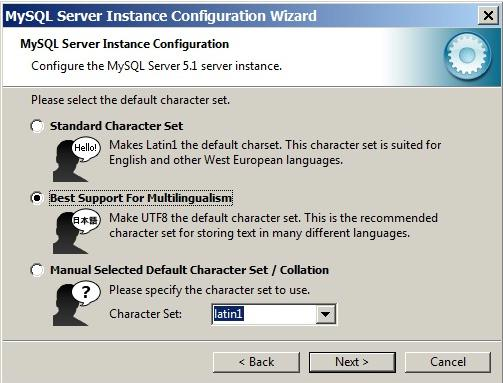 MySQL Server Instance Configuration Wizard
MySQL Server Instance Configuration
Configure the MySQL Server 5.1 server instance.
Please select the default character set.
Standard Character Set
Hello!
Makes Latin1 the default charset. This character set is suited for
English and other West European languages.
Best Support For Multilingualism
日本語
Make UTF8 the default character set. This is the recommended
character set for storing text in many different languages.
Manual Selected Default Character Set / Collation
?
Please specify the character set to use.
Character Set: latin1
< Back Next > Cancel